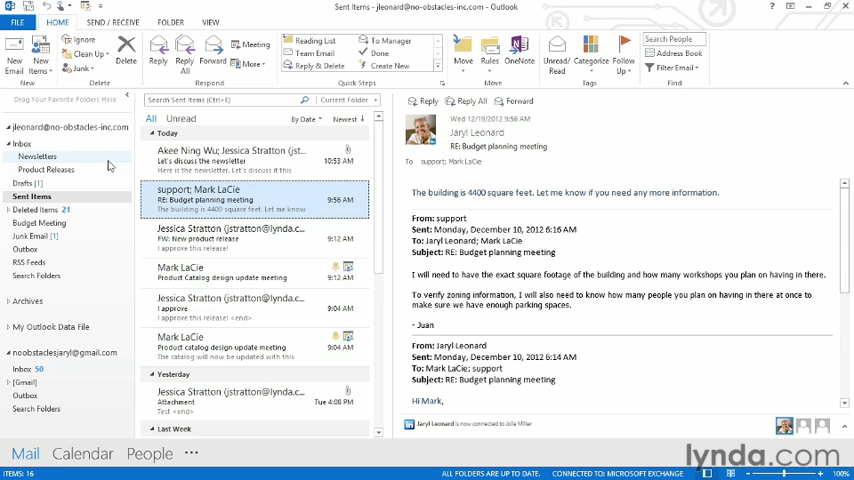 Sent Items - jleonard@no-obstacles-inc.com - Outlook
FILE HOME SEND / RECEIVE FOLDER VIEW
New Email
New Items
New
Ignore
Clean Up
Junk
Delete
Delete
Reply
Reply All
Forward
Meeting
More
Respond
Reading List
Team Email
Reply & Delete
To Manager
Done
Create New
Quick Steps
Move
Rules
OneNote
Move
Unread/ Read
Categorize
Follow Up
Tags
Search People
Address Book
Filter Email
Find
Drag Your Favorite Folders Here
jleonard@no-obstacles-inc.com
Inbox
Newsletters
Product Releases
Drafts [1]
Sent Items
Deleted Items 21
Budget Meeting
Junk Email [1]
Outbox
RSS Feeds
Search Folders
Archives
My Outlook Data File
noobstaclesjaryl@gmail.com
Inbox 50
[Gmail]
Outbox
Search Folders
Search Sent Items (Ctrl+E)
Current Folder
All Unread By Date Newest
Today
Akee Ning Wu; Jessica Stratton (jst...
Let's discuss the newsletter 10:53 AM
Here is the newsletter. I edited this
support; Mark LaCie
RE: Budget planning meeting 9:56 AM
The building is 4400 square feet. Let me know
Jessica Stratton (jstratton@lynda.c...
FW: New product release 9:12 AM
I approve this release!
Mark LaCie
Product Catalog design update meeting 9:12 AM
Jessica Stratton (jstratton@lynda.c...
I approve 9:04 AM
I approve this release! <end>
Mark LaCie
Product catalog design update meeting 9:04 AM
The catalog will now be updated with this
Yesterday
Jessica Stratton (jstratton@lynda.c...
Attachment Tue 4:08 PM
Test <end>
Last Week
Reply Reply All Forward
Wed 12/19/2012 9:56 AM
Jaryl Leonard
RE: Budget planning meeting
To support; Mark LaCie
The building is 4400 square feet. Let me know if you need any more information.
From: support
Sent: Monday, December 10, 2012 6:16 AM
To: Jaryl Leonard; Mark LaCie
Subject: RE: Budget planning meeting
I will need to have the exact square footage of the building and how many workshops you plan on having in there.
To verify zoning information, I will also need to know how many people you plan on having in there at once to
make sure we have enough parking spaces.
- Juan
From: Jaryl Leonard
Sent: Monday, December 10, 2012 6:14 AM
To: Mark LaCie; support
Subject: RE: Budget planning meeting
Hi Mark,
Jaryl Leonard is now connected to Jolie Miller
Mail Calendar People •••
lynda.com
ITEMS: 16 ALL FOLDERS ARE UP TO DATE. CONNECTED TO: MICROSOFT EXCHANGE 100%